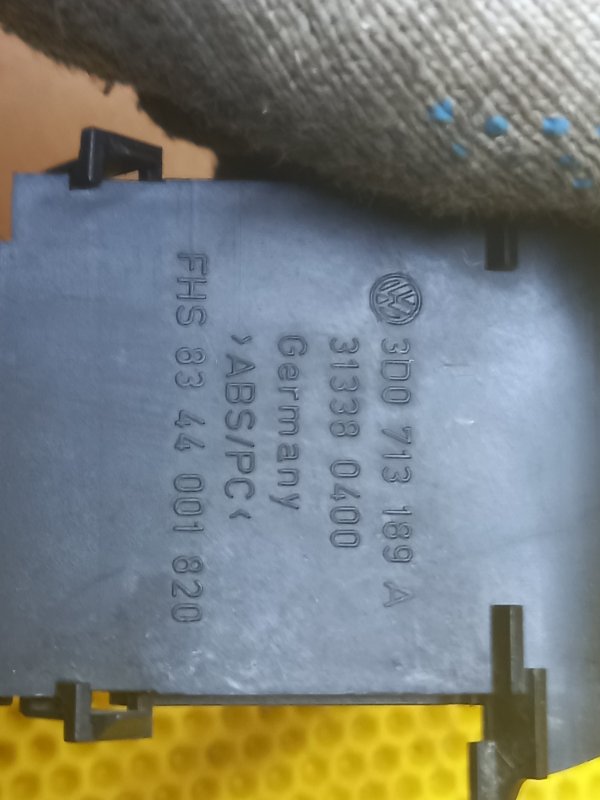 3D0 713 189 A
31338 0400
Germany
>ABS/PC<
FHS 83 44 001 820